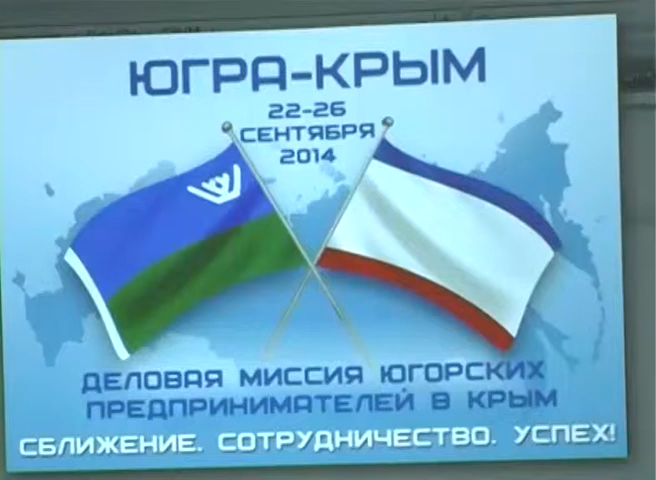 ЮГРА-КРЫМ
22-26
СЕНТЯБРЯ
2014
ДЕЛОВАЯ МИССИЯ ЮГОРСКИХ
ПРЕДПРИНИМАТЕЛЕЙ В КРЫМ
СБЛИЖЕНИЕ. СОТРУДНИЧЕСТВО. УСПЕХ!